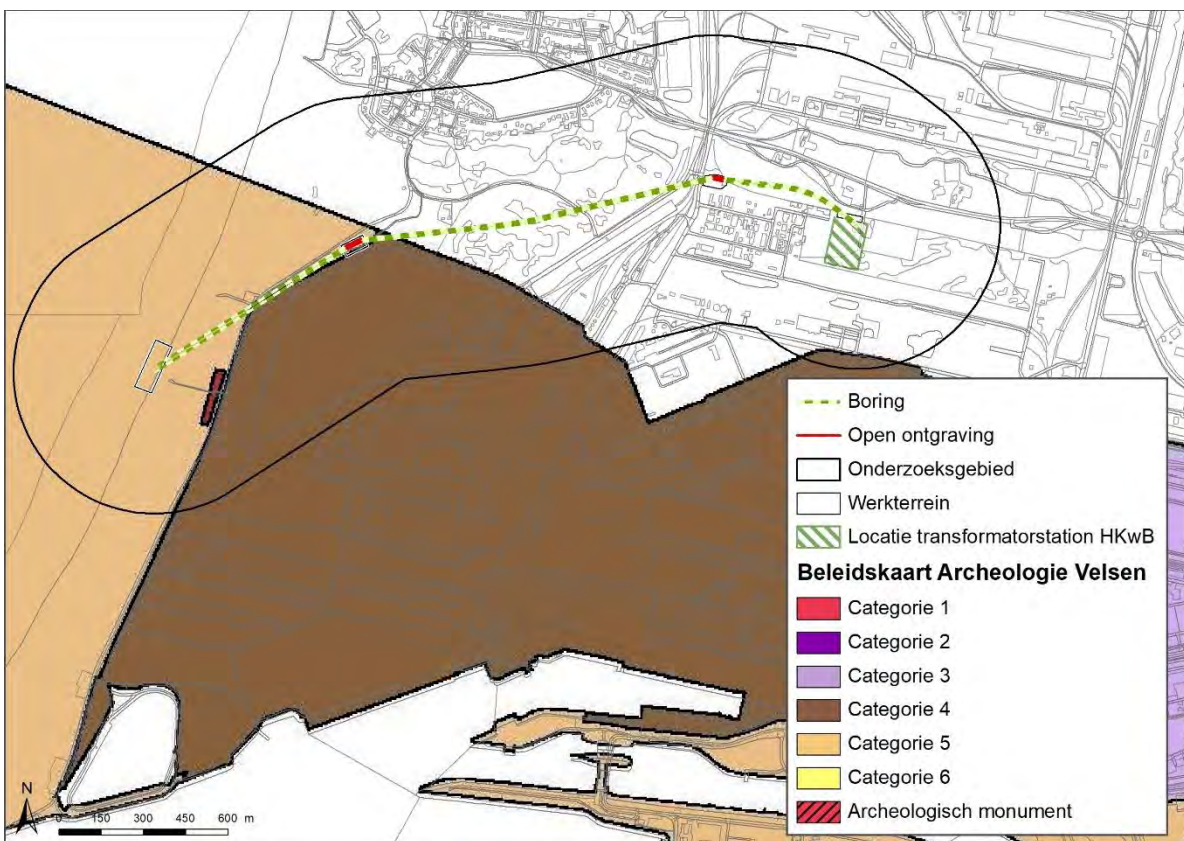 Boring
Open ontgraving
Onderzoeksgebied
Werkterrein
Locatie transformatorstation HKwB
Beleidskaart Archeologie Velsen
Categorie 1
Categorie 2
Categorie 3
Categorie 4
Categorie 5
Categorie 6
Archeologisch monument
N
0 150 300 450 600 m